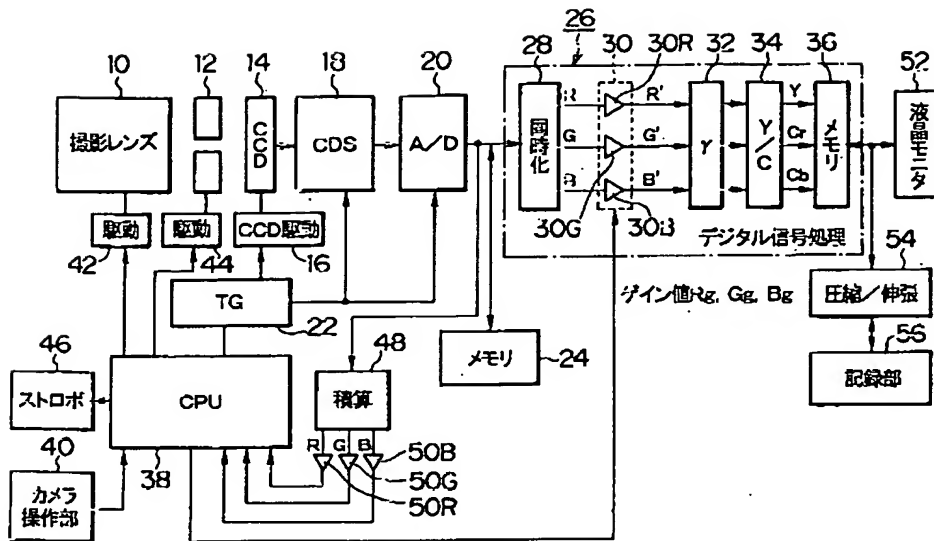 10
12
14
18
20
26
28
30
30R
32
34
36
52
撮影レンズ
CCD
CDS
A/D
同時化
R
G
B
R'
G'
B'
30G
30B
γ
Y/C
Y
Cr
Cb
メモリ
液晶モニタ
デジタル信号処理
駆動
42
駆動
44
CCD駆動
16
TG
22
ゲイン値Rg, Gg, Bg
54
圧縮/伸張
56
記録部
メモリ
24
48
積算
R
G
B
50B
50G
50R
46
ストロボ
CPU
38
40
カメラ
操作部